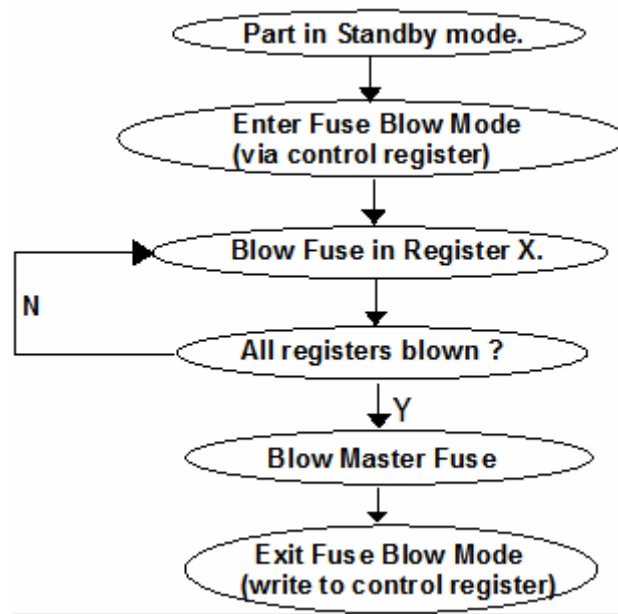 Part in Standby mode.
Enter Fuse Blow Mode
(via control register)
Blow Fuse in Register X.
N
All registers blown ?
Y
Blow Master Fuse
Exit Fuse Blow Mode
(write to control register)